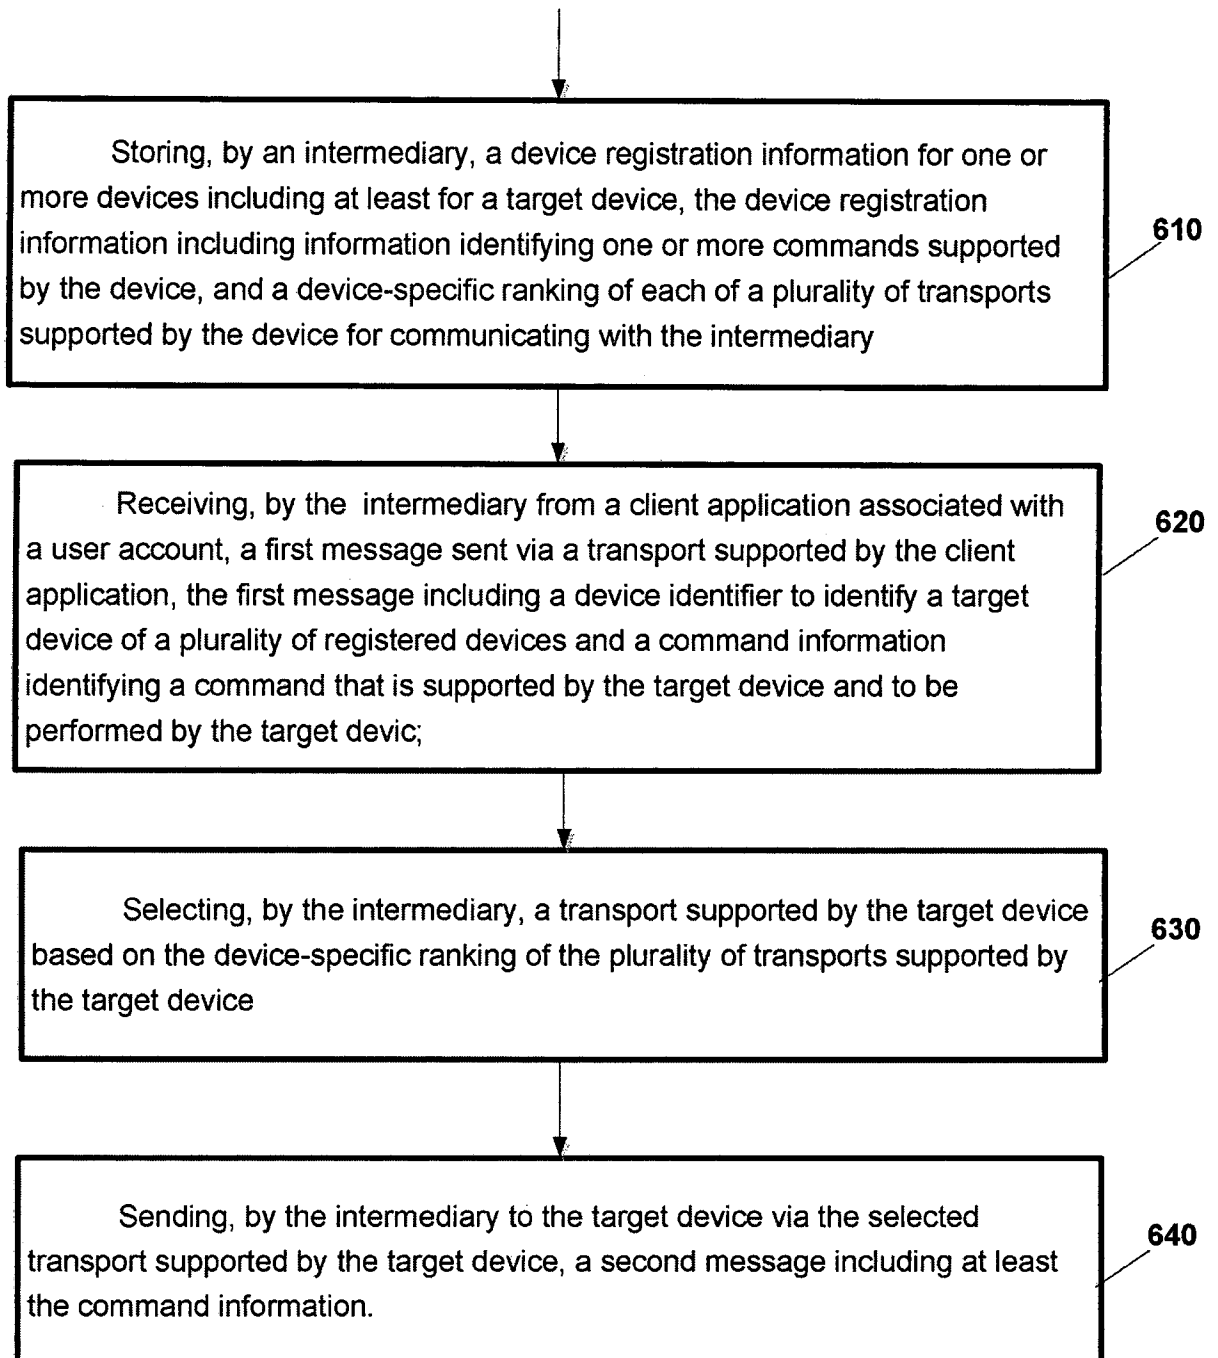 Storing, by an intermediary, a device registration information for one or
more devices including at least for a target device, the device registration
information including information identifying one or more commands supported
by the device, and a device-specific ranking of each of a plurality of transports
supported by the device for communicating with the intermediary
610
Receiving, by the intermediary from a client application associated with
a user account, a first message sent via a transport supported by the client
application, the first message including a device identifier to identify a target
device of a plurality of registered devices and a command information
identifying a command that is supported by the target device and to be
performed by the target devic;
620
Selecting, by the intermediary, a transport supported by the target device
based on the device-specific ranking of the plurality of transports supported by
the target device
630
Sending, by the intermediary to the target device via the selected
transport supported by the target device, a second message including at least
the command information.
640